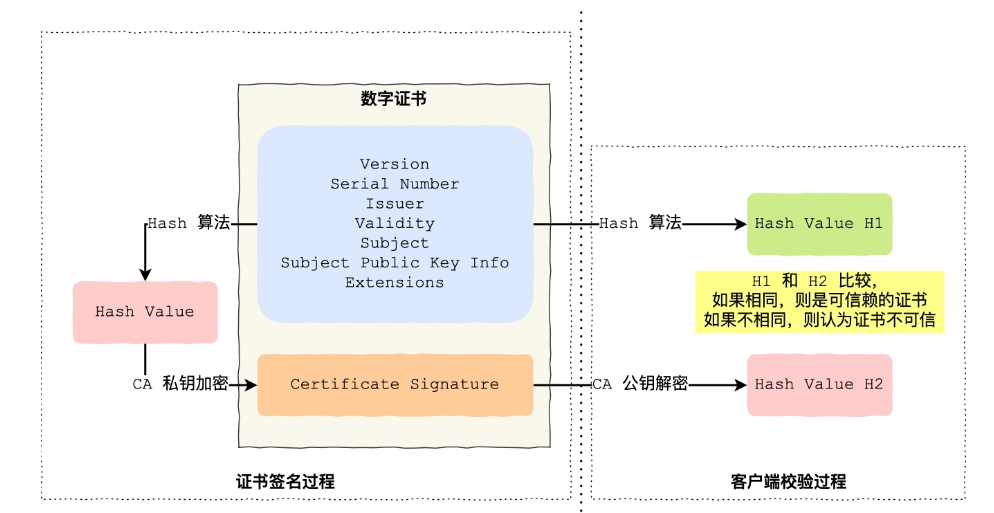 数字证书
Version
Serial Number
Issuer
Validity
Subject
Subject Public Key Info
Extensions
Hash 算法
Hash Value
CA 私钥加密
Certificate Signature
证书签名过程
Hash 算法
Hash Value H1
H1 和 H2 比较，
如果相同，则是可信赖的证书
如果不相同，则认为证书不可信
CA 公钥解密
Hash Value H2
客户端校验过程